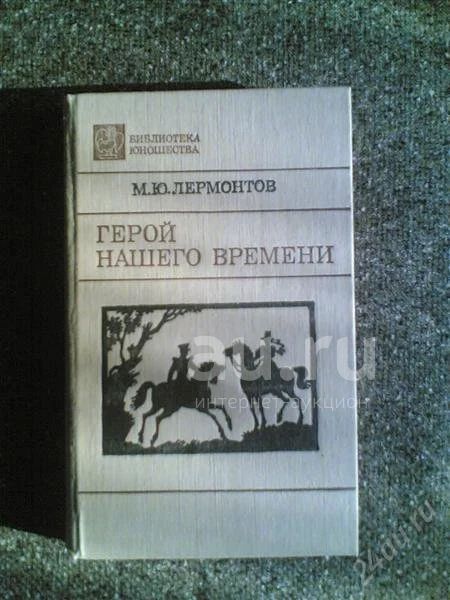 БИБЛИОТЕКА
ЮНОШЕСТВА
М.Ю.ЛЕРМОНТОВ
ГЕРОЙ
НАШЕГО ВРЕМЕНИ
au.ru
интернет-аукцион
24au.ru